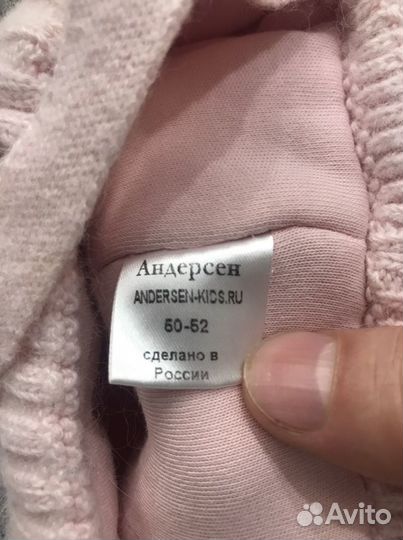 Андерсен
ANDERSEN-KIDS.RU
50-52
сделано в
России
Avito